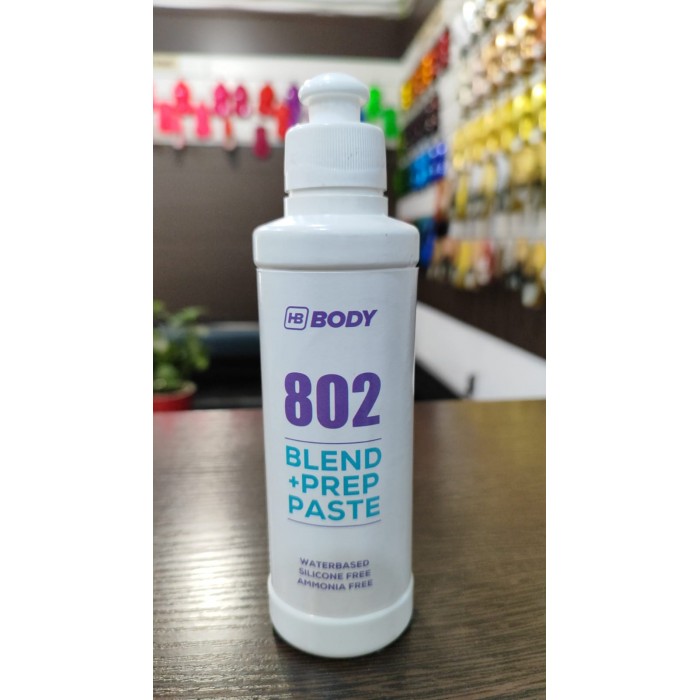 HB BODY
802
BLEND
+PREP
PASTE
WATERBASED
SILICONE FREE
AMMONIA FREE